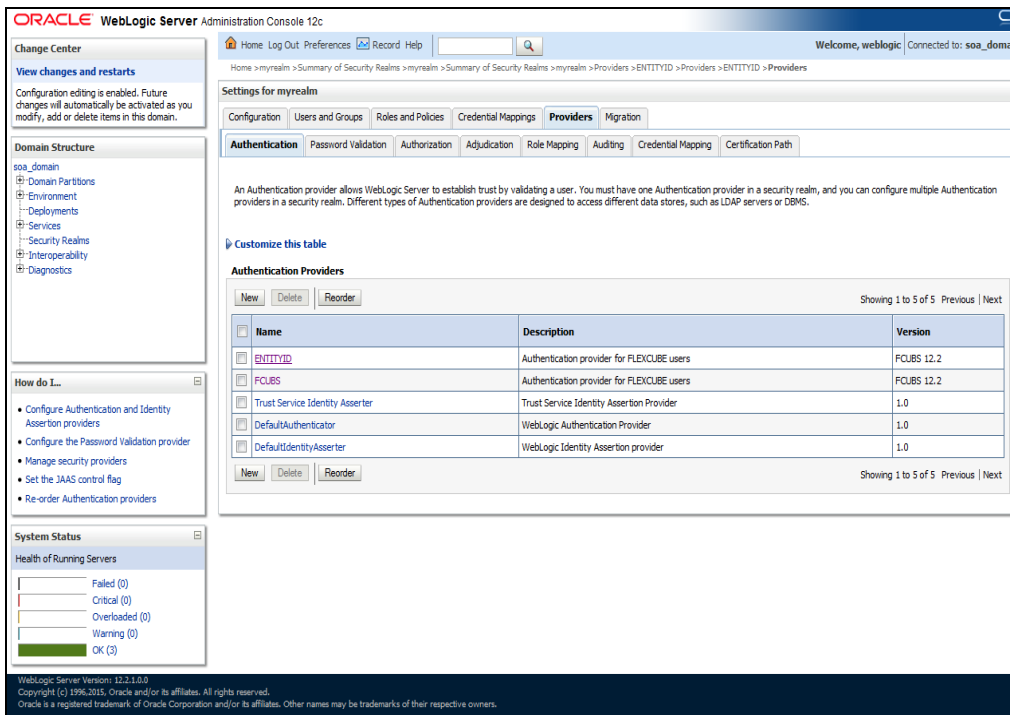 ORACLE WebLogic Server Administration Console 12c
Change Center
View changes and restarts
Configuration editing is enabled. Future
changes will automatically be activated as you
modify, add or delete items in this domain.
Domain Structure
soa_domain
Domain Partitions
Environment
Deployments
Services
Security Realms
Interoperability
Diagnostics
How do I...
Configure Authentication and Identity
Assertion providers
Configure the Password Validation provider
Manage security providers
Set the JAAS control flag
Re-order Authentication providers
System Status
Health of Running Servers
Failed (0)
Critical (0)
Overloaded (0)
Warning (0)
OK (3)
Home Log Out Preferences Record Help
Welcome, weblogic Connected to: soa_doma
Home >myrealm >Summary of Security Realms >myrealm >Summary of Security Realms >myrealm >Providers >ENTITYID >Providers >ENTITYID >Providers
Settings for myrealm
Configuration Users and Groups Roles and Policies Credential Mappings Providers Migration
Authentication Password Validation Authorization Adjudication Role Mapping Auditing Credential Mapping Certification Path
An Authentication provider allows WebLogic Server to establish trust by validating a user. You must have one Authentication provider in a security realm, and you can configure multiple Authentication
providers in a security realm. Different types of Authentication providers are designed to access different data stores, such as LDAP servers or DBMS.
Customize this table
Authentication Providers
New Delete Reorder Showing 1 to 5 of 5 Previous | Next
Name Description Version
ENTITYID Authentication provider for FLEXCUBE users FCUBS 12.2
FCUBS Authentication provider for FLEXCUBE users FCUBS 12.2
Trust Service Identity Asserter Trust Service Identity Assertion Provider 1.0
DefaultAuthenticator WebLogic Authentication Provider 1.0
DefaultIdentityAsserter WebLogic Identity Assertion provider 1.0
New Delete Reorder Showing 1 to 5 of 5 Previous | Next
WebLogic Server Version: 12.2.1.0.0
Copyright (c) 1996,2015, Oracle and/or its affiliates. All rights reserved.
Oracle is a registered trademark of Oracle Corporation and/or its affiliates. Other names may be trademarks of their respective owners.